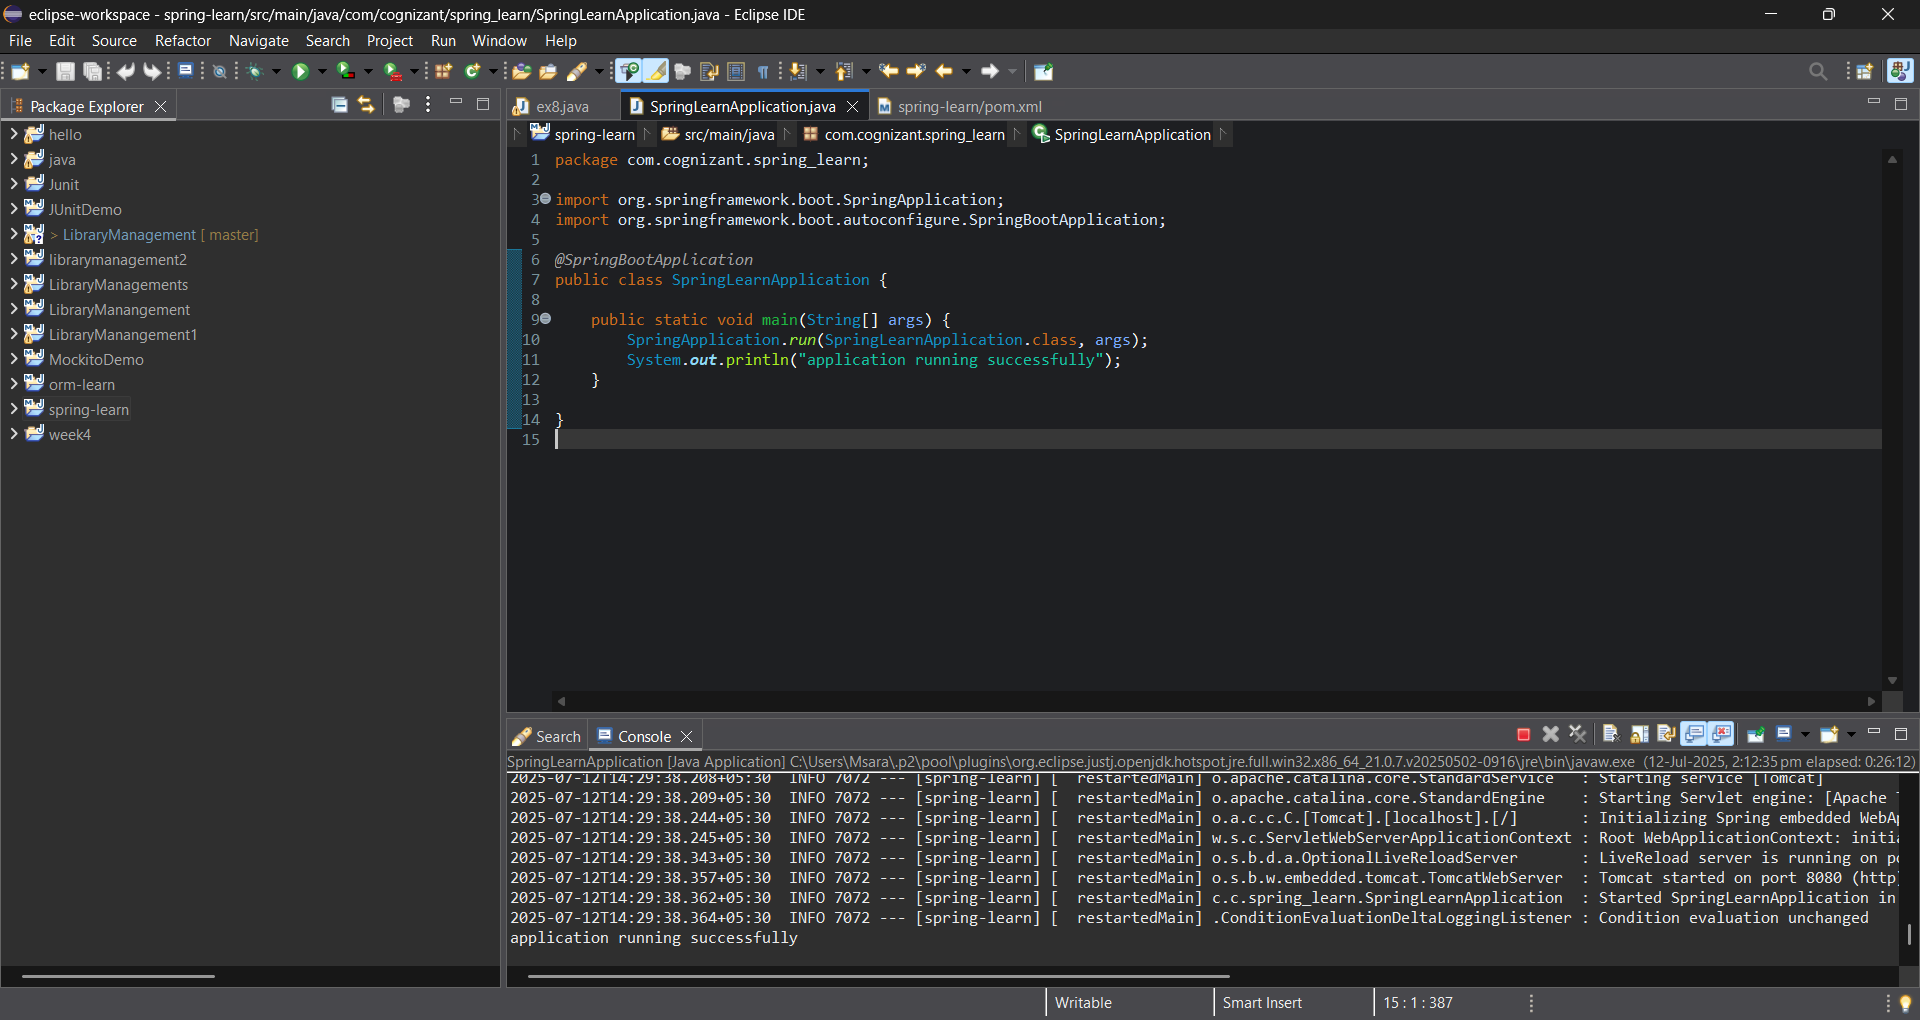 eclipse-workspace - spring-learn/src/main/java/com/cognizant/spring_learn/SpringLearnApplication.java - Eclipse IDE
File Edit Source Refactor Navigate Search Project Run Window Help
Package Explorer
hello
java
Junit
JUnitDemo
> LibraryManagement [ master]
librarymanagement2
LibraryManagements
LibraryManangement
LibraryManangement1
MockitoDemo
orm-learn
spring-learn
week4
ex8.java SpringLearnApplication.java spring-learn/pom.xml
spring-learn src/main/java com.cognizant.spring_learn SpringLearnApplication
1 package com.cognizant.spring_learn;
2
3 import org.springframework.boot.SpringApplication;
4 import org.springframework.boot.autoconfigure.SpringBootApplication;
5
6 @SpringBootApplication
7 public class SpringLearnApplication {
8
9 public static void main(String[] args) {
10 SpringApplication.run(SpringLearnApplication.class, args);
11 System.out.println("application running successfully");
12 }
13
14 }
15
Search Console
SpringLearnApplication [Java Application] C:\Users\Msara\.p2\pool\plugins\org.eclipse.justj.openjdk.hotspot.jre.full.win32.x86_64_21.0.7.v20250502-0916\jre\bin\javaw.exe (12-Jul-2025, 2:12:35 pm elapsed: 0:26:12)
2025-07-12T14:29:38.208+05:30 INFO 7072 --- [spring-learn] [ restartedMain] o.apache.catalina.core.StandardService : Starting service [Tomcat]
2025-07-12T14:29:38.209+05:30 INFO 7072 --- [spring-learn] [ restartedMain] o.apache.catalina.core.StandardEngine : Starting Servlet engine: [Apache
2025-07-12T14:29:38.244+05:30 INFO 7072 --- [spring-learn] [ restartedMain] o.a.c.c.C.[Tomcat].[localhost].[/] : Initializing Spring embedded WebA
2025-07-12T14:29:38.245+05:30 INFO 7072 --- [spring-learn] [ restartedMain] w.s.c.ServletWebServerApplicationContext : Root WebApplicationContext: initi
2025-07-12T14:29:38.343+05:30 INFO 7072 --- [spring-learn] [ restartedMain] o.s.b.d.a.OptionalLiveReloadServer : LiveReload server is running on p
2025-07-12T14:29:38.357+05:30 INFO 7072 --- [spring-learn] [ restartedMain] o.s.b.w.embedded.tomcat.TomcatWebServer : Tomcat started on port 8080 (http
2025-07-12T14:29:38.362+05:30 INFO 7072 --- [spring-learn] [ restartedMain] c.c.spring_learn.SpringLearnApplication : Started SpringLearnApplication in
2025-07-12T14:29:38.364+05:30 INFO 7072 --- [spring-learn] [ restartedMain] .ConditionEvaluationDeltaLoggingListener : Condition evaluation unchanged
application running successfully
Writable Smart Insert 15 : 1 : 387